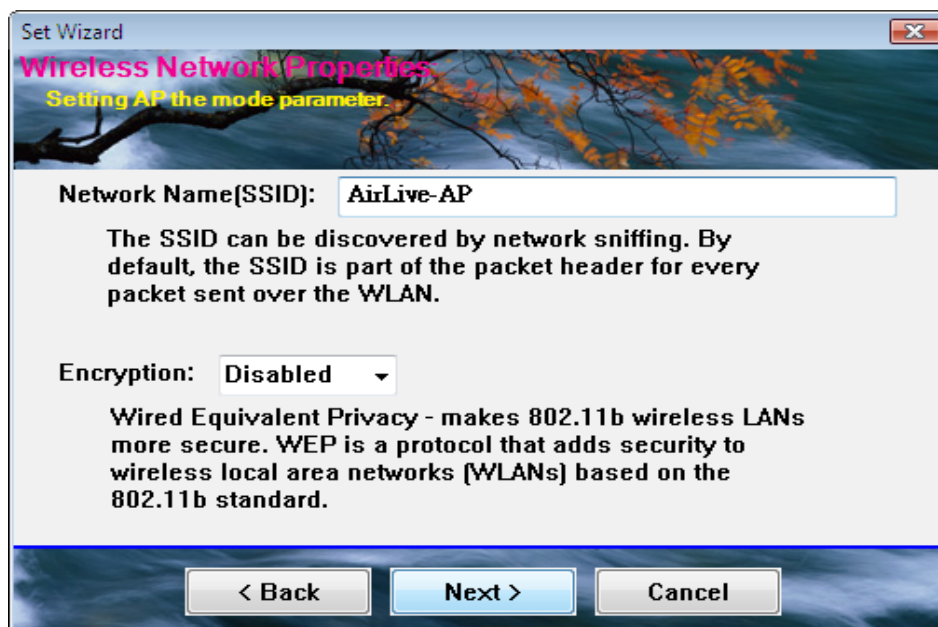 Set Wizard
Wireless Network Properties
Setting AP the mode parameter.
Network Name(SSID): AirLive-AP
The SSID can be discovered by network sniffing. By
default, the SSID is part of the packet header for every
packet sent over the WLAN.
Encryption: Disabled
Wired Equivalent Privacy - makes 802.11b wireless LANs
more secure. WEP is a protocol that adds security to
wireless local area networks (WLANs) based on the
802.11b standard.
< Back Next > Cancel